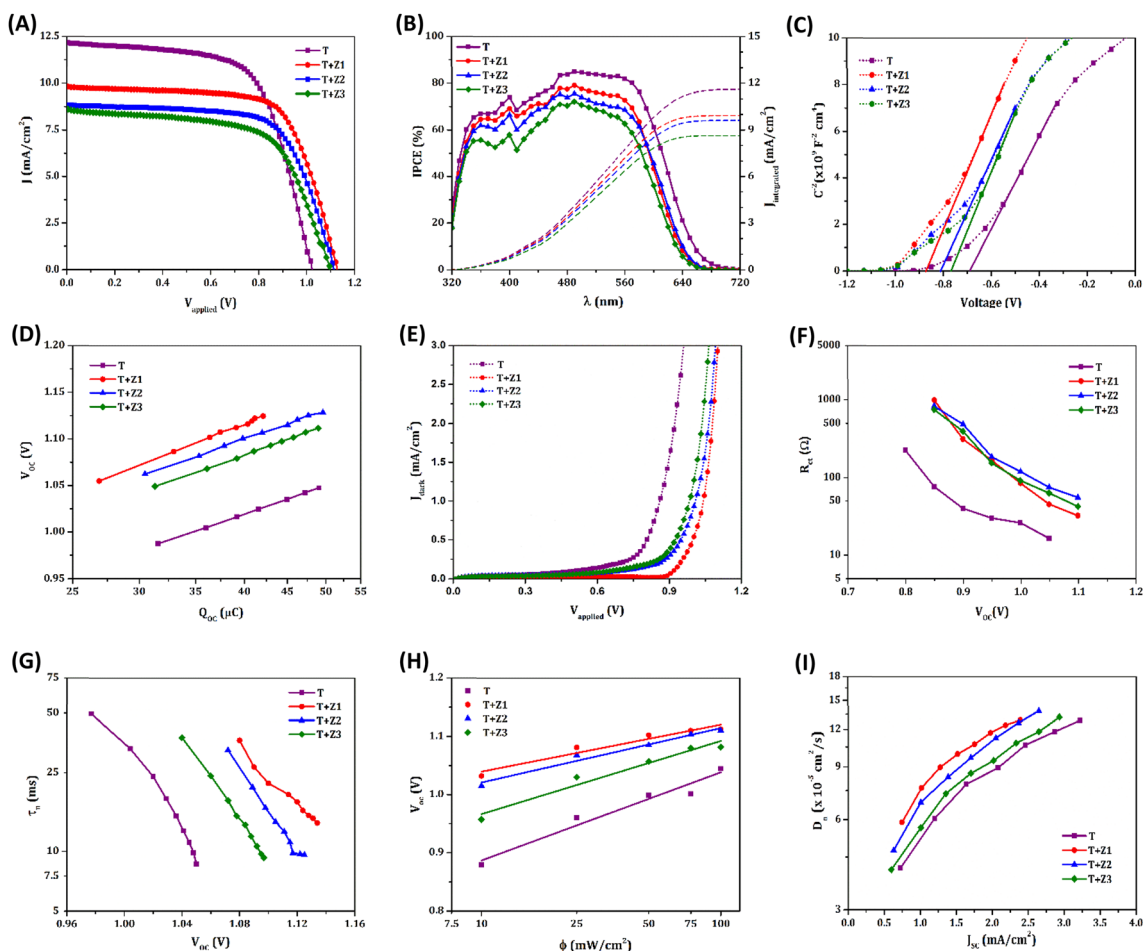 (A)
12.5
10.0
7.5
5.0
2.5
0.0
0.0 0.2 0.4 0.6 0.8 1.0 1.2
J (mA/cm²)
V_applied (V)
T
T+Z1
T+Z2
T+Z3
(B)
100
80
60
40
20
0
15
12
9
6
3
0
320 400 480 560 640 720
IPCE (%)
J_integrated (mA/cm²)
λ (nm)
T
T+Z1
T+Z2
T+Z3
(C)
10
8
6
4
2
0
-1.2 -1.0 -0.8 -0.6 -0.4 -0.2 0.0
C⁻² (x10⁹ F⁻² cm⁴)
Voltage (V)
T
T+Z1
T+Z2
T+Z3
(D)
1.20
1.15
1.10
1.05
1.00
0.95
25 30 35 40 45 50 55
V_OC (V)
Q_OC (μC)
T
T+Z1
T+Z2
T+Z3
(E)
3.0
2.5
2.0
1.5
1.0
0.5
0.0
0.0 0.3 0.6 0.9 1.2
J_dark (mA/cm²)
V_applied (V)
T
T+Z1
T+Z2
T+Z3
(F)
5000
1000
500
100
50
10
5
0.7 0.8 0.9 1.0 1.1 1.2
R_ct (Ω)
V_OC(V)
T
T+Z1
T+Z2
T+Z3
(G)
75
50
25
10
7.5
5
0.96 1.00 1.04 1.08 1.12 1.16
τ_n (ms)
V_OC (V)
T
T+Z1
T+Z2
T+Z3
(H)
1.2
1.1
1.0
0.9
0.8
10 25 50 75 100
V_oc (V)
ϕ (mW/cm²)
T
T+Z1
T+Z2
T+Z3
(I)
18
15
12
9
6
3
0.0 0.5 1.0 1.5 2.0 2.5 3.0 3.5 4.0
D_n (x 10⁻⁵ cm²/s)
J_SC (mA/cm²)
T
T+Z1
T+Z2
T+Z3